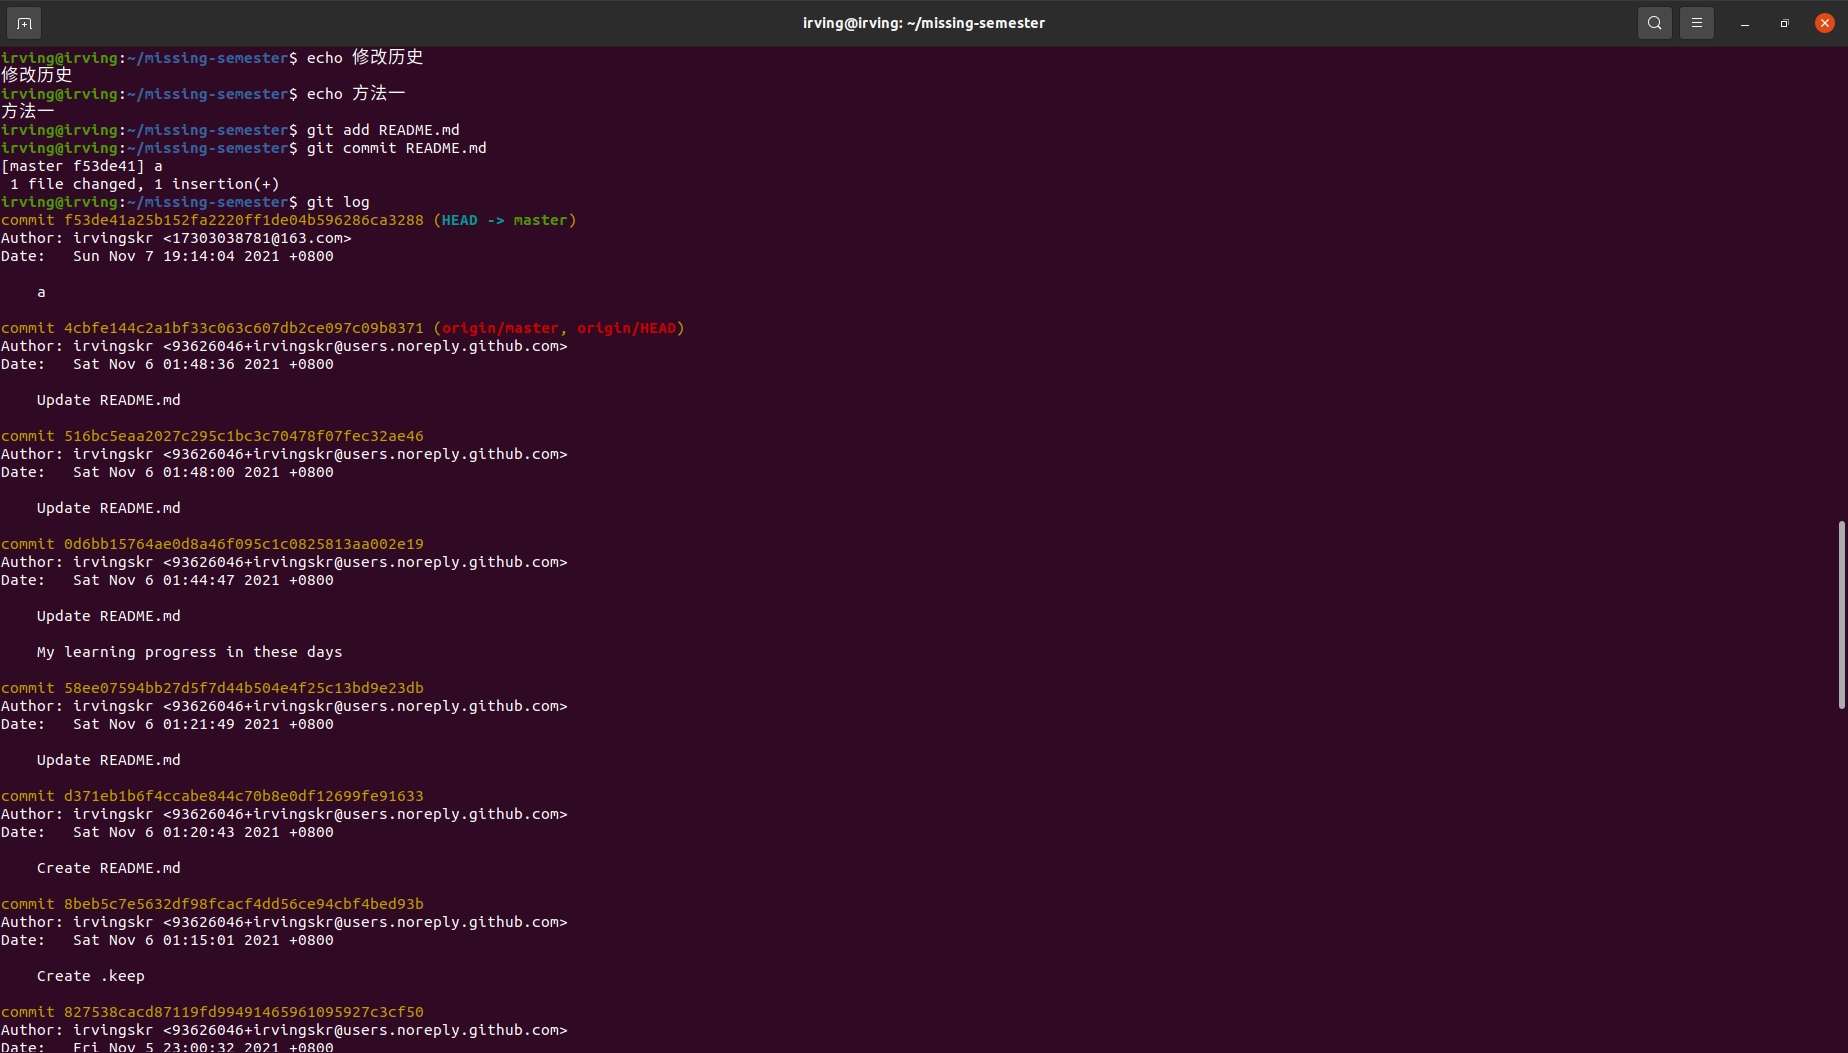 irving@irving: ~/missing-semester
irving@irving:~/missing-semester$ echo 修改历史
修改历史
irving@irving:~/missing-semester$ echo 方法一
方法一
irving@irving:~/missing-semester$ git add README.md
irving@irving:~/missing-semester$ git commit README.md
[master f53de41] a
 1 file changed, 1 insertion(+)
irving@irving:~/missing-semester$ git log
commit f53de41a25b152fa2220ff1de04b596286ca3288 (HEAD -> master)
Author: irvingskr <17303038781@163.com>
Date:   Sun Nov 7 19:14:04 2021 +0800
    a
commit 4cbfe144c2a1bf33c063c607db2ce097c09b8371 (origin/master, origin/HEAD)
Author: irvingskr <93626046+irvingskr@users.noreply.github.com>
Date:   Sat Nov 6 01:48:36 2021 +0800
    Update README.md
commit 516bc5eaa2027c295c1bc3c70478f07fec32ae46
Author: irvingskr <93626046+irvingskr@users.noreply.github.com>
Date:   Sat Nov 6 01:48:00 2021 +0800
    Update README.md
commit 0d6bb15764ae0d8a46f095c1c0825813aa002e19
Author: irvingskr <93626046+irvingskr@users.noreply.github.com>
Date:   Sat Nov 6 01:44:47 2021 +0800
    Update README.md
    My learning progress in these days
commit 58ee07594bb27d5f7d44b504e4f25c13bd9e23db
Author: irvingskr <93626046+irvingskr@users.noreply.github.com>
Date:   Sat Nov 6 01:21:49 2021 +0800
    Update README.md
commit d371eb1b6f4ccabe844c70b8e0df12699fe91633
Author: irvingskr <93626046+irvingskr@users.noreply.github.com>
Date:   Sat Nov 6 01:20:43 2021 +0800
    Create README.md
commit 8beb5c7e5632df98fcacf4dd56ce94cbf4bed93b
Author: irvingskr <93626046+irvingskr@users.noreply.github.com>
Date:   Sat Nov 6 01:15:01 2021 +0800
    Create .keep
commit 827538cacd87119fd99491465961095927c3cf50
Author: irvingskr <93626046+irvingskr@users.noreply.github.com>
Date:   Fri Nov 5 23:00:32 2021 +0800